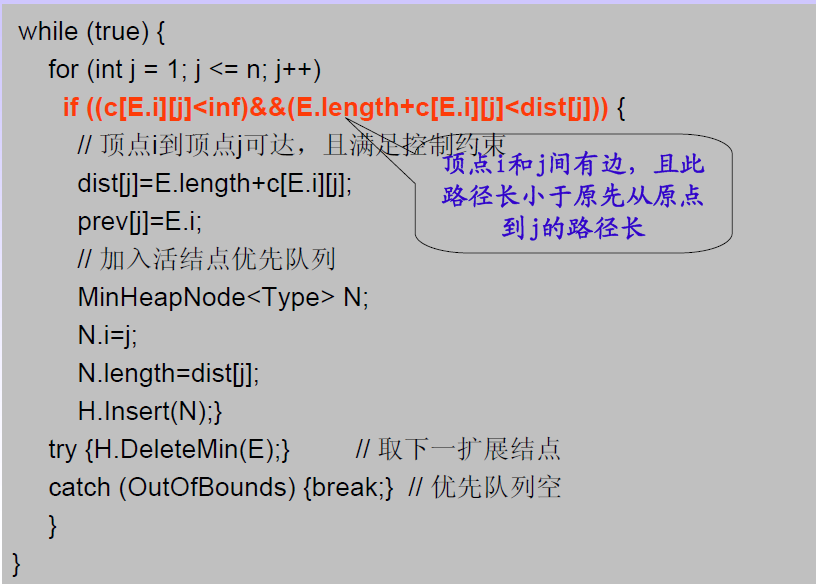 while (true) {
for (int j = 1; j <= n; j++)
if ((c[E.i][j]<inf)&&(E.length+c[E.i][j]<dist[j])) {
// 顶点i到顶点j可达，且满足控制约束
dist[j]=E.length+c[E.i][j];
prev[j]=E.i;
// 加入活结点优先队列
MinHeapNode<Type> N;
N.i=j;
N.length=dist[j];
H.Insert(N);}
try {H.DeleteMin(E);} // 取下一扩展结点
catch (OutOfBounds) {break;} // 优先队列空
}
}
顶点i和j间有边，且此
路径长小于原先从原点
到j的路径长